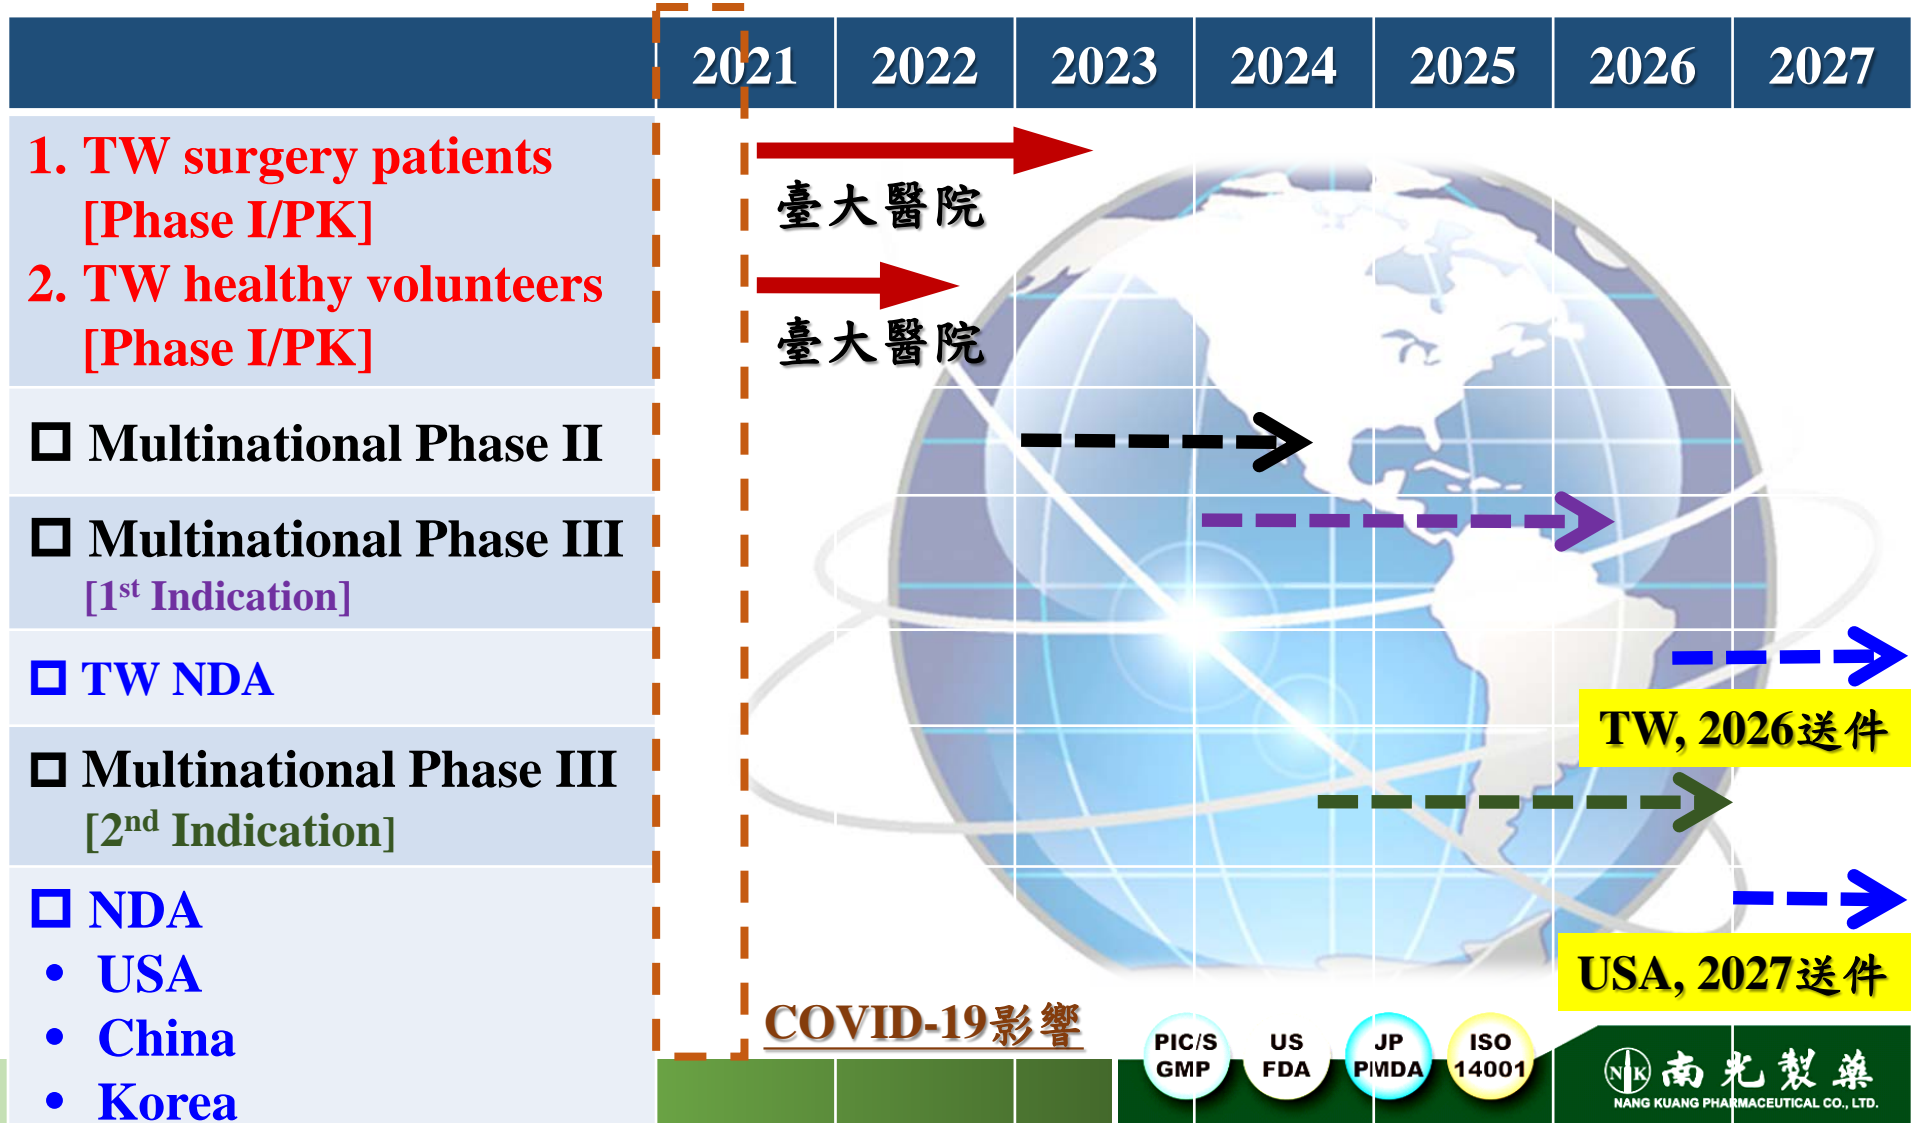 2021 2022 2023 2024 2025 2026 2027
1. TW surgery patients
[Phase I/PK]
臺大醫院
2. TW healthy volunteers
[Phase I/PK]
臺大醫院
Multinational Phase II
Multinational Phase III
[1st Indication]
TW NDA
TW, 2026送件
Multinational Phase III
[2nd Indication]
NDA
• USA
• China
• Korea
USA, 2027送件
COVID-19影響
PIC/S
GMP
US
FDA
JP
PMDA
ISO
14001
NK 南光製藥
NANG KUANG PHARMACEUTICAL CO., LTD.